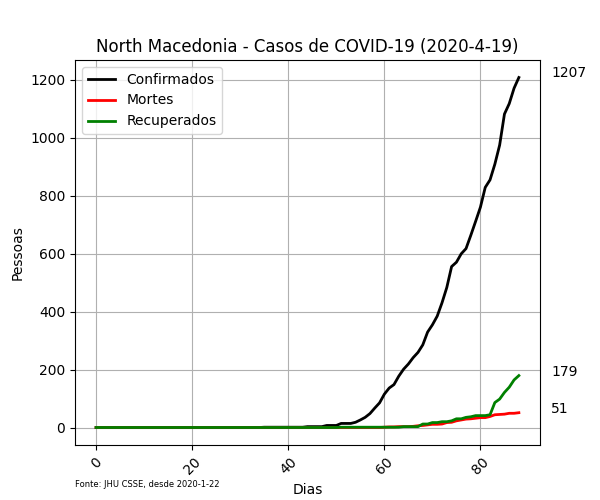 North Macedonia - Casos de COVID-19 (2020-4-19)
Confirmados
Mortes
Recuperados
1207
179
51
1200
1000
800
600
400
200
0
Pessoas
0
20
40
60
80
Dias
Fonte: JHU CSSE, desde 2020-1-22